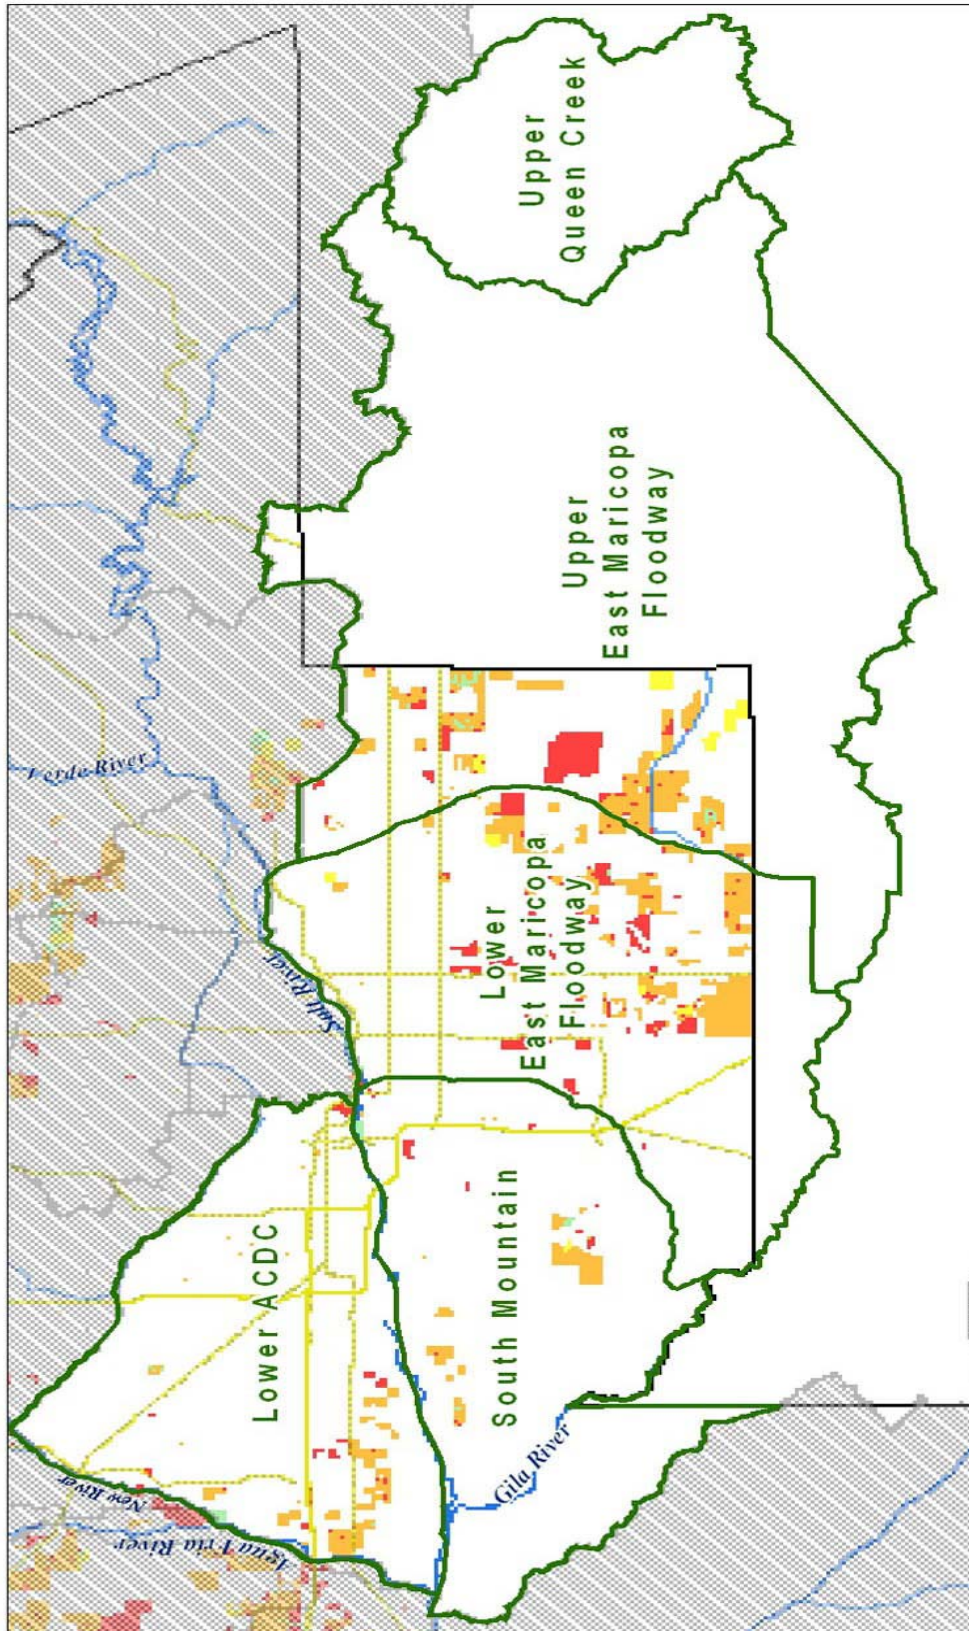 Verde River
Salt River
New River
Agua Fria River
Gila River
Lower ACDC
South Mountain
Lower
East Maricopa
Floodway
Upper
East Maricopa
Floodway
Upper
Queen Creek